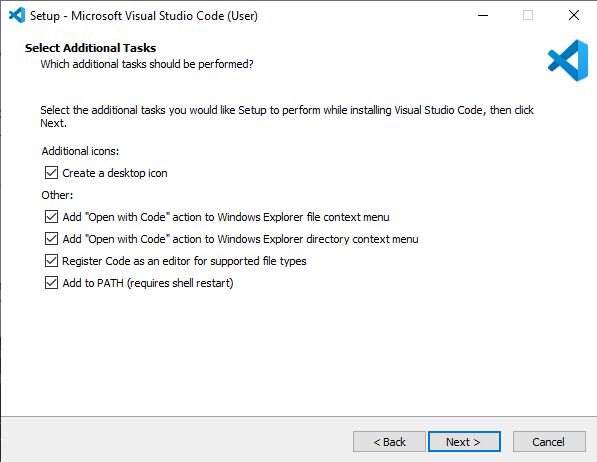 Setup - Microsoft Visual Studio Code (User)
Select Additional Tasks
Which additional tasks should be performed?
Select the additional tasks you would like Setup to perform while installing Visual Studio Code, then click
Next.
Additional icons:
Create a desktop icon
Other:
Add "Open with Code" action to Windows Explorer file context menu
Add "Open with Code" action to Windows Explorer directory context menu
Register Code as an editor for supported file types
Add to PATH (requires shell restart)
< Back Next > Cancel